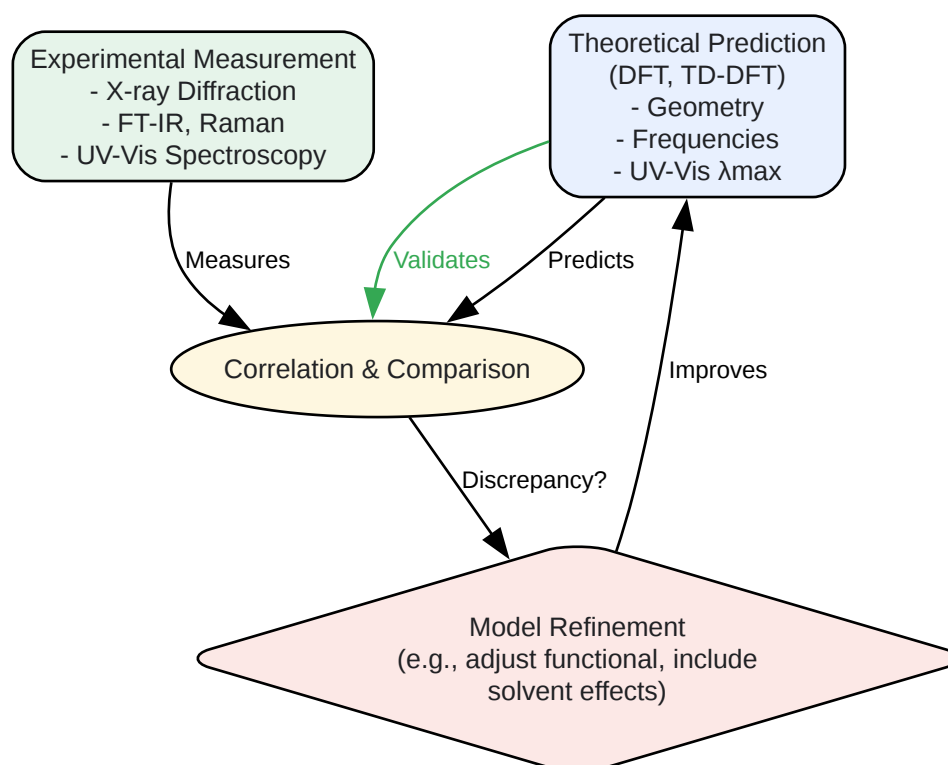 Experimental Measurement
- X-ray Diffraction
- FT-IR, Raman
- UV-Vis Spectroscopy
Theoretical Prediction
(DFT, TD-DFT)
- Geometry
- Frequencies
- UV-Vis λmax
Measures
Validates
Predicts
Correlation & Comparison
Improves
Discrepancy?
Model Refinement
(e.g., adjust functional, include
solvent effects)